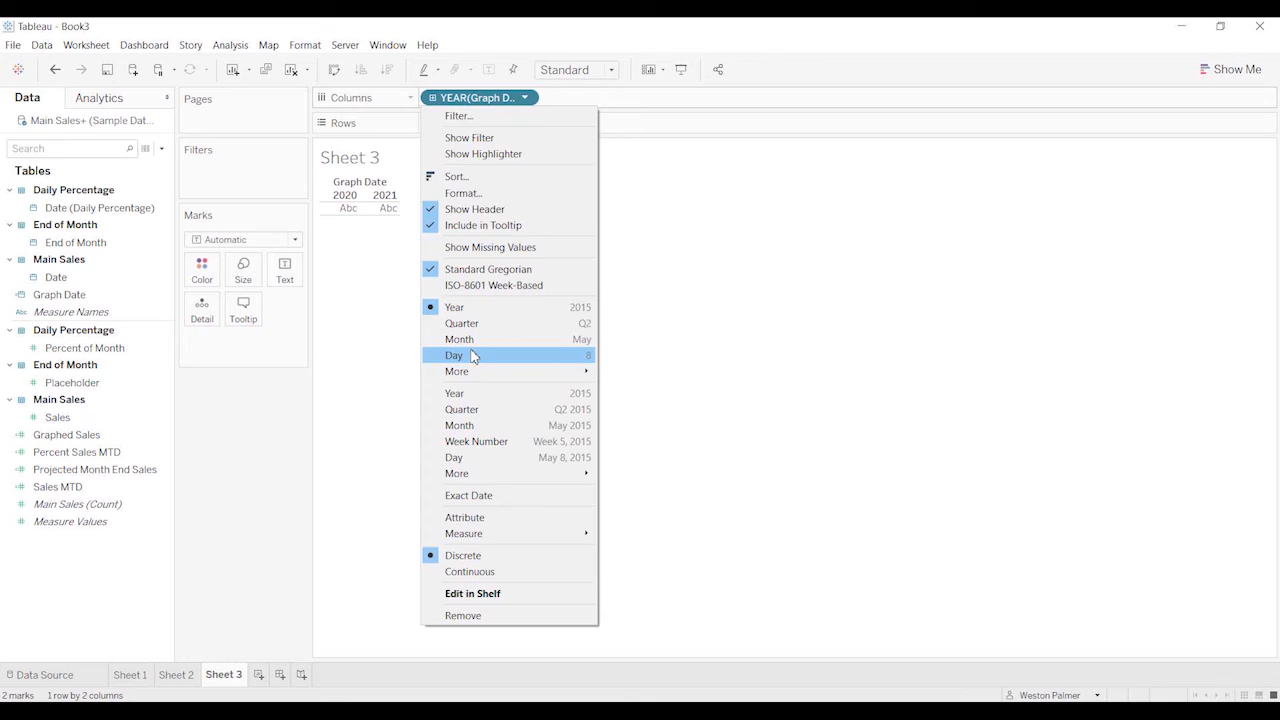 Tableau - Book3
File Data Worksheet Dashboard Story Analysis Map Format Server Window Help
Standard
Show Me
Data Analytics
Main Sales+ (Sample Dat...
Search
Tables
Daily Percentage
Date (Daily Percentage)
End of Month
End of Month
Main Sales
Date
Graph Date
Abc Measure Names
Daily Percentage
Percent of Month
End of Month
Placeholder
Main Sales
Sales
Graphed Sales
Percent Sales MTD
Projected Month End Sales
Sales MTD
Main Sales (Count)
Measure Values
Pages
Filters
Marks
Automatic
Color Size Text
Detail Tooltip
Columns YEAR(Graph D..
Rows
Sheet 3
Graph Date
2020 2021
Abc Abc
Filter...
Show Filter
Show Highlighter
Sort...
Format...
Show Header
Include in Tooltip
Show Missing Values
Standard Gregorian
ISO-8601 Week-Based
Year 2015
Quarter Q2
Month May
Day 8
More
Year 2015
Quarter Q2 2015
Month May 2015
Week Number Week 5, 2015
Day May 8, 2015
More
Exact Date
Attribute
Measure
Discrete
Continuous
Edit in Shelf
Remove
Data Source Sheet 1 Sheet 2 Sheet 3
2 marks 1 row by 2 columns
Weston Palmer